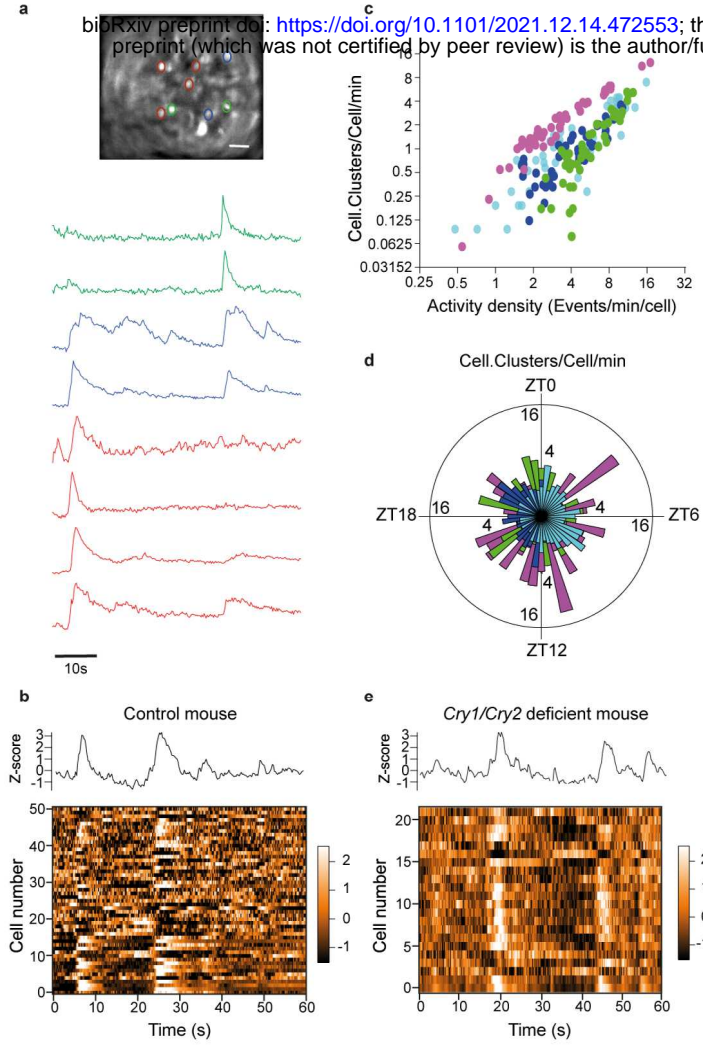 bioRxiv preprint doi: https://doi.org/10.1101/2021.12.14.472553; th
preprint (which was not certified by peer review) is the author/fu
a
10s
c
Cell.Clusters/Cell/min
16
8
4
2
1
0.5
0.25
0.125
0.0625
0.03152
0.25 0.5 1 2 4 8 16 32
Activity density (Events/min/cell)
d
Cell.Clusters/Cell/min
ZT0
16
4
ZT18 16 4 4 16 ZT6
4
16
ZT12
b
Control mouse
Z-score
3
2
1
0
-1
Cell number
50
40
30
20
10
0
2
1
0
-1
0 10 20 30 40 50 60
Time (s)
e
Cry1/Cry2 deficient mouse
Z-score
3
2
1
0
-1
Cell number
20
15
10
5
0
0 10 20 30 40 50 60
Time (s)